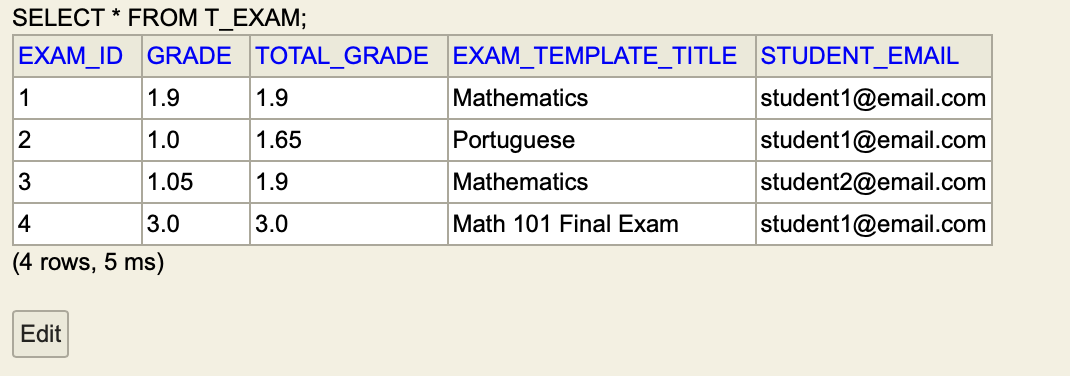 SELECT * FROM T_EXAM;
EXAM_ID GRADE TOTAL_GRADE EXAM_TEMPLATE_TITLE STUDENT_EMAIL
1 1.9 1.9 Mathematics student1@email.com
2 1.0 1.65 Portuguese student1@email.com
3 1.05 1.9 Mathematics student2@email.com
4 3.0 3.0 Math 101 Final Exam student1@email.com
(4 rows, 5 ms)
Edit